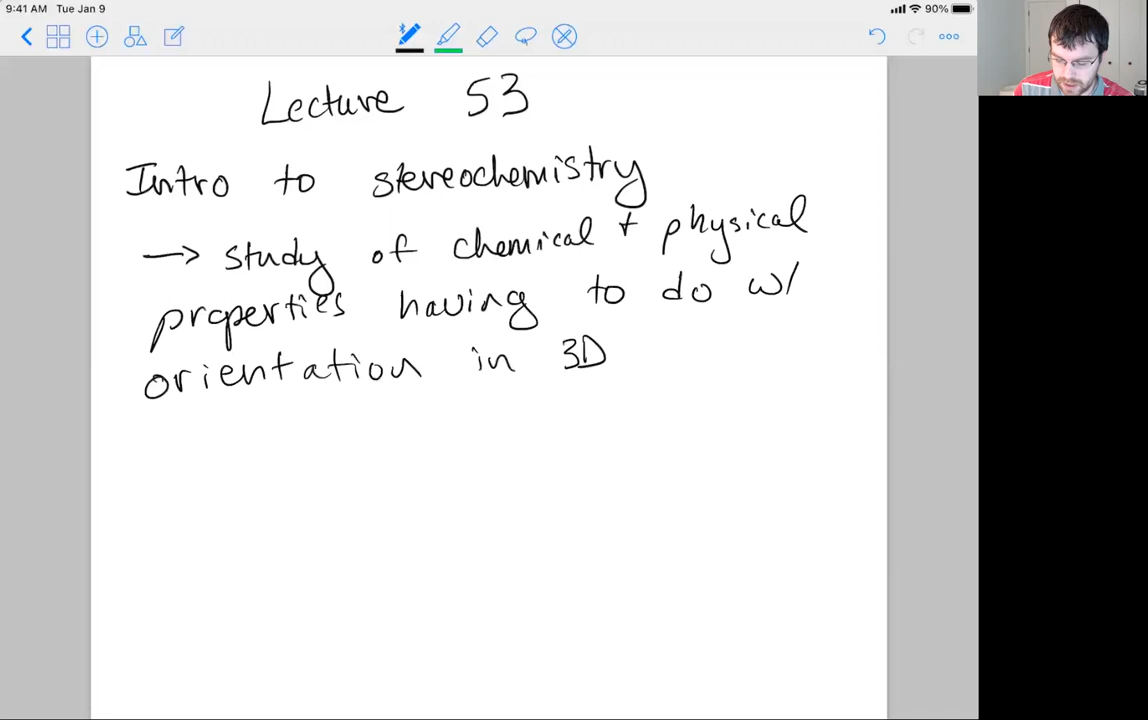 9:41 AM Tue Jan 9
90%
Lecture 53
Intro to stereochemistry
→ study of chemical + physical
properties having to do w/
orientation in 3D